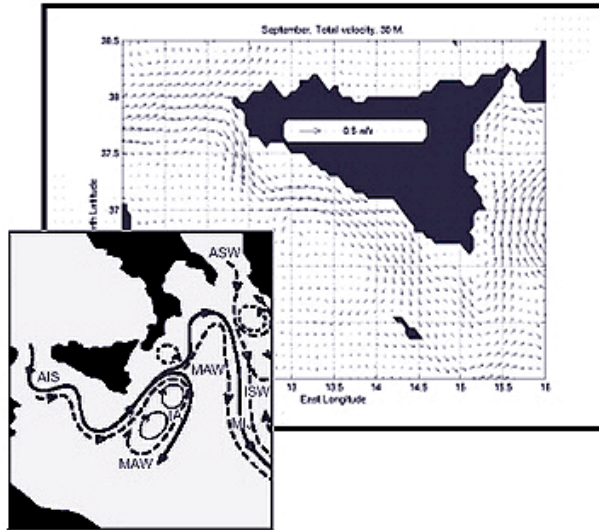 September, Total velocity, 30 M.
38.5
38
37.5
37
0.5 m/s
North Latitude
13
13.5
14
14.5
15
15.5
16
East Longitude
ASW
AIS
MAW
IA
ISW
MIJ
MAW